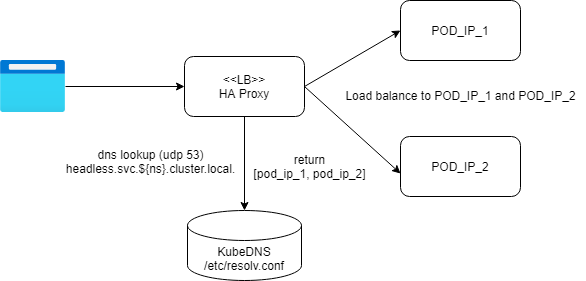 POD_IP_1
<<LB>>
HA Proxy
Load balance to POD_IP_1 and POD_IP_2
dns lookup (udp 53)
headless.svc.${ns}.cluster.local.
return
[pod_ip_1, pod_ip_2]
POD_IP_2
KubeDNS
/etc/resolv.conf